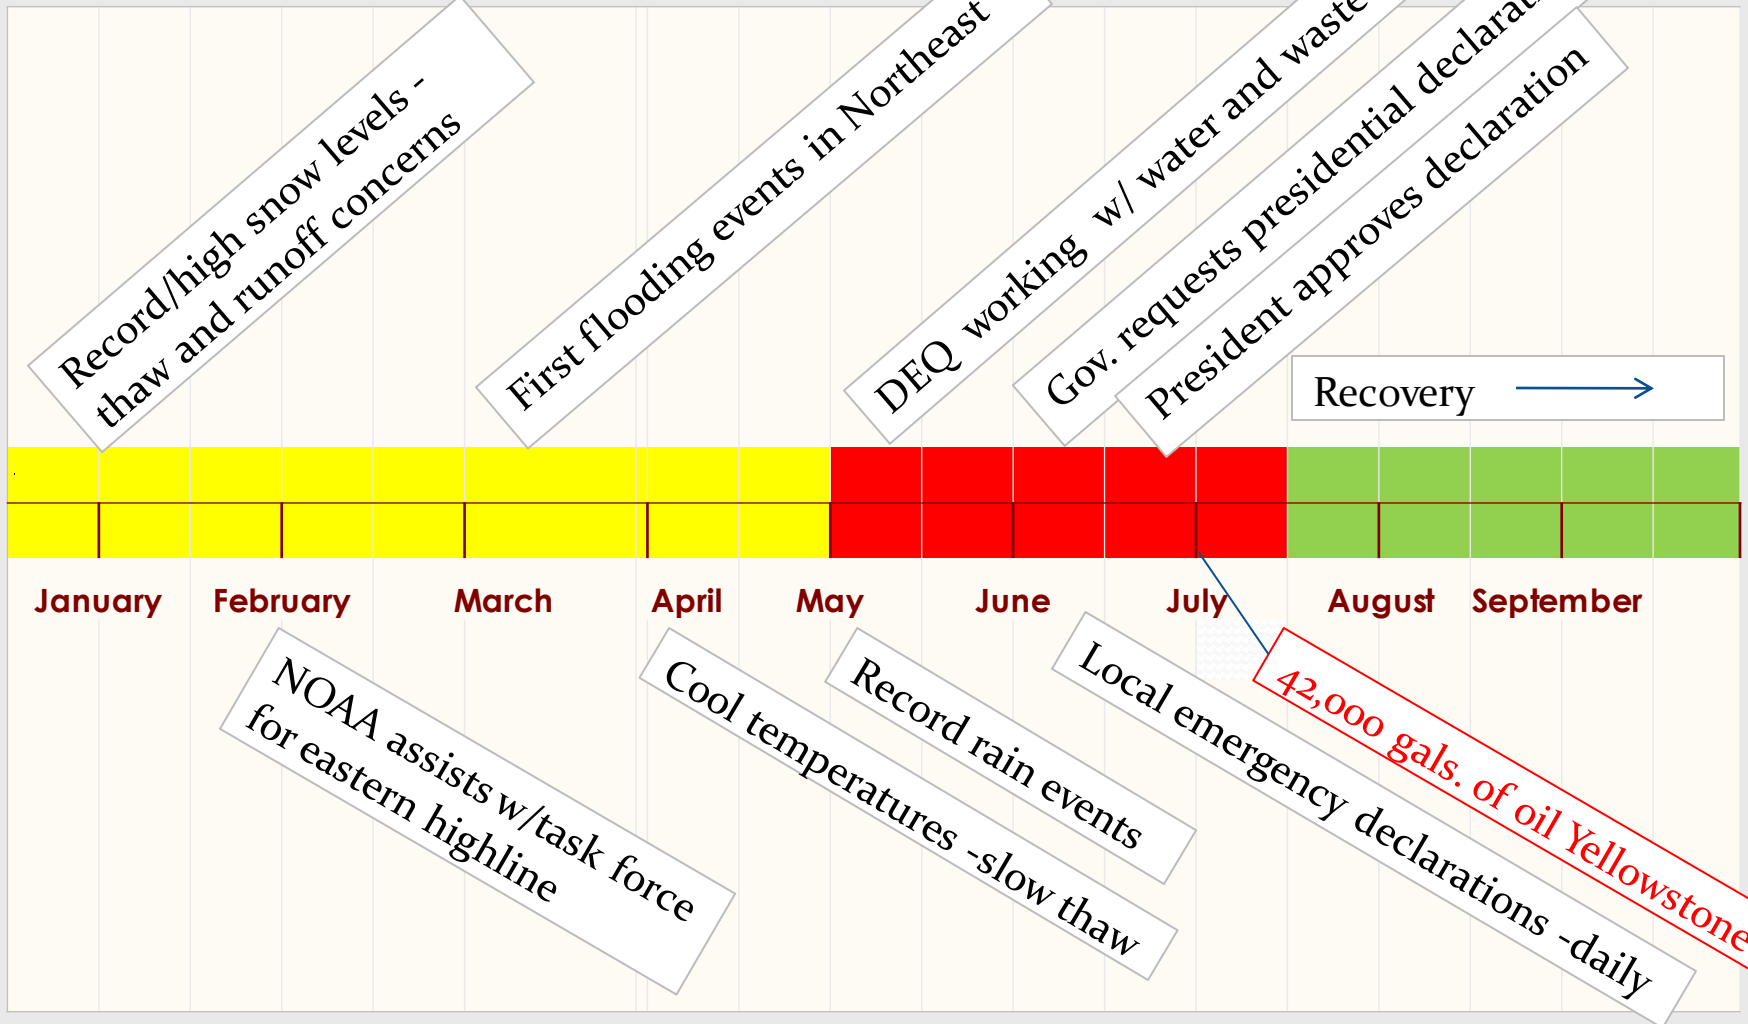 Record/high snow levels -
thaw and runoff concerns
First flooding events in Northeast
DEQ working w/ water and waste
Gov. requests presidential
President approves declaration
Recovery
January February March April May June July August September
NOAA assists w/task force
for eastern highline
Cool temperatures -slow thaw
Record rain events
Local emergency declarations -daily
42,000 gals. of oil Yellowstone